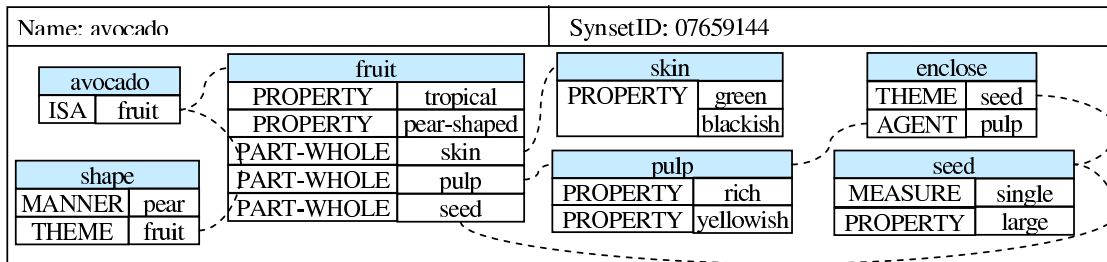 Name: avocado
SynsetID: 07659144
avocado
ISA fruit
shape
MANNER pear
THEME fruit
fruit
PROPERTY tropical
PROPERTY pear-shaped
PART-WHOLE skin
PART-WHOLE pulp
PART-WHOLE seed
skin
PROPERTY green
blackish
pulp
PROPERTY rich
PROPERTY yellowish
enclose
THEME seed
AGENT pulp
seed
MEASURE single
PROPERTY large